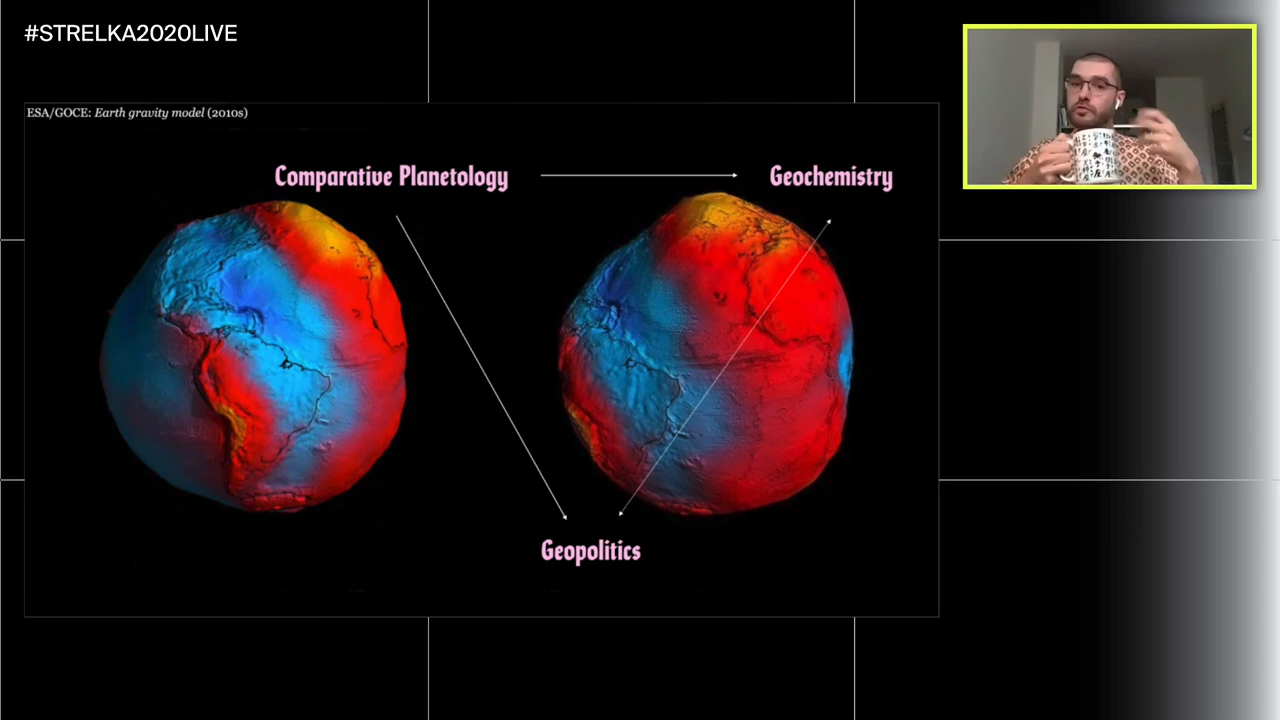 #STRELKA2020LIVE
ESA/GOCE: Earth gravity model (2010s)
Comparative Planetology
Geochemistry
Geopolitics